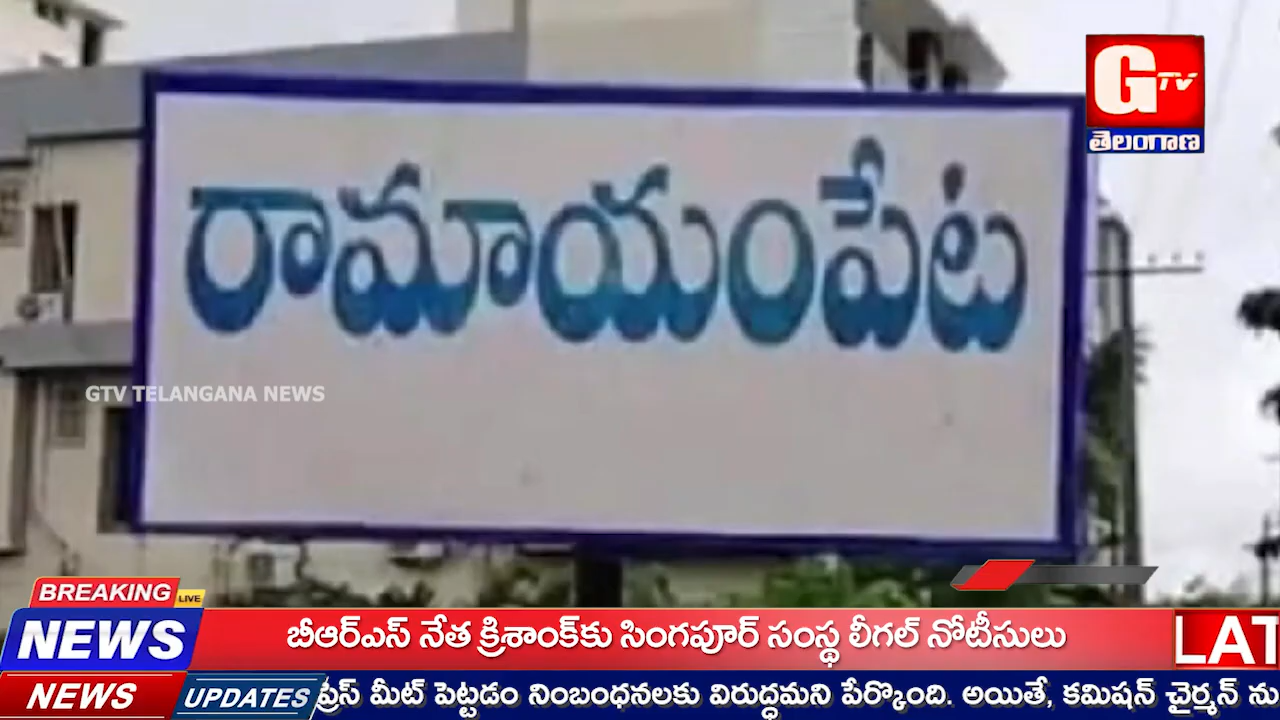 G TV
తెలంగాణ
రామాయంపేట
GTV TELANGANA NEWS
BREAKING
LIVE
NEWS
బీఆర్ఎస్ నేత క్రిశాంక్‌కు సింగపూర్ సంస్థ లీగల్ నోటీసులు
LAT
NEWS
UPDATES
ప్రెస్ మీట్ పెట్టడం నిబంధనలకు విరుద్ధమని పేర్కొంది. అయితే, కమిషన్ చైర్మన్ ను